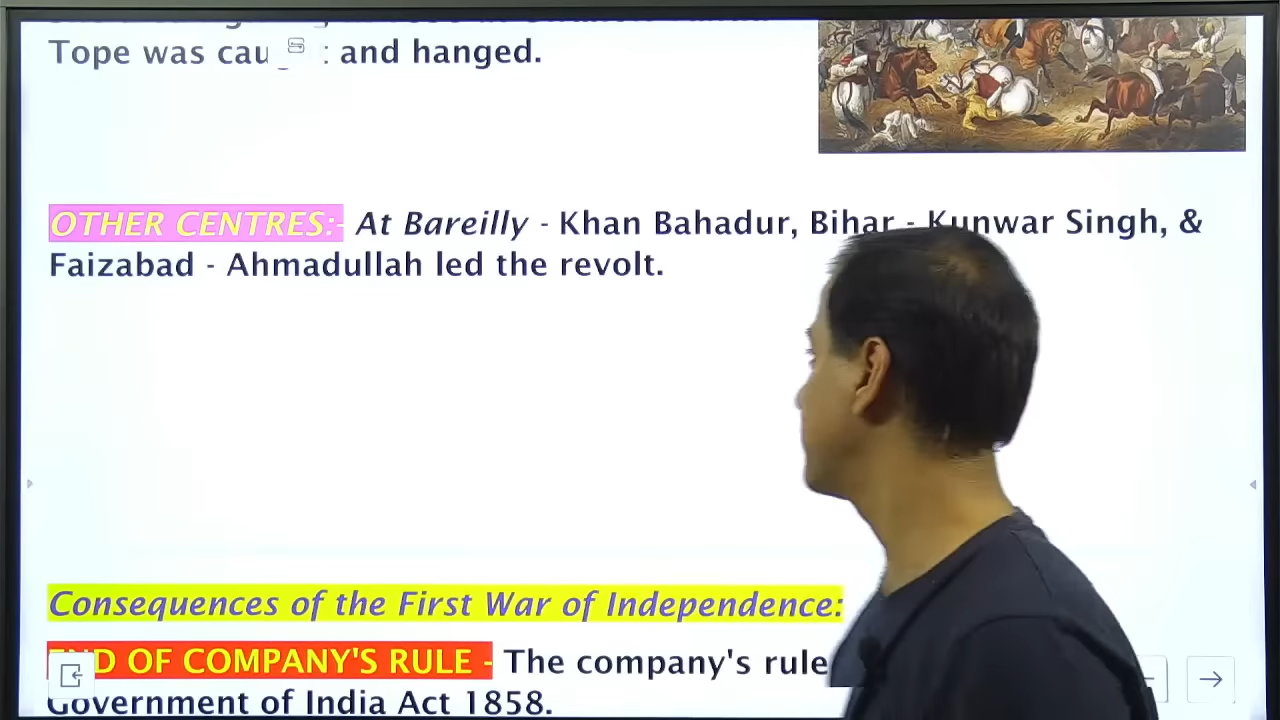 Tope was and hanged.
OTHER CENTRES:- At Bareilly - Khan Bahadur, Bihar - Kunwar Singh, &
Faizabad - Ahmadullah led the revolt.
Consequences of the First War of Independence:
OF COMPANY'S RULE - The company's rule
Government of India Act 1858.